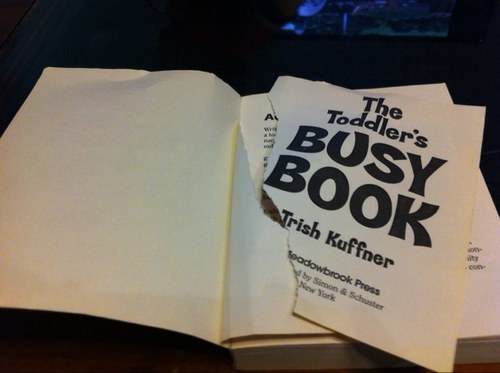 The
Toddler's
BUSY
BOOK
Trish Kuffner
Meadowbrook Press
d by Simon & Schuster
New York